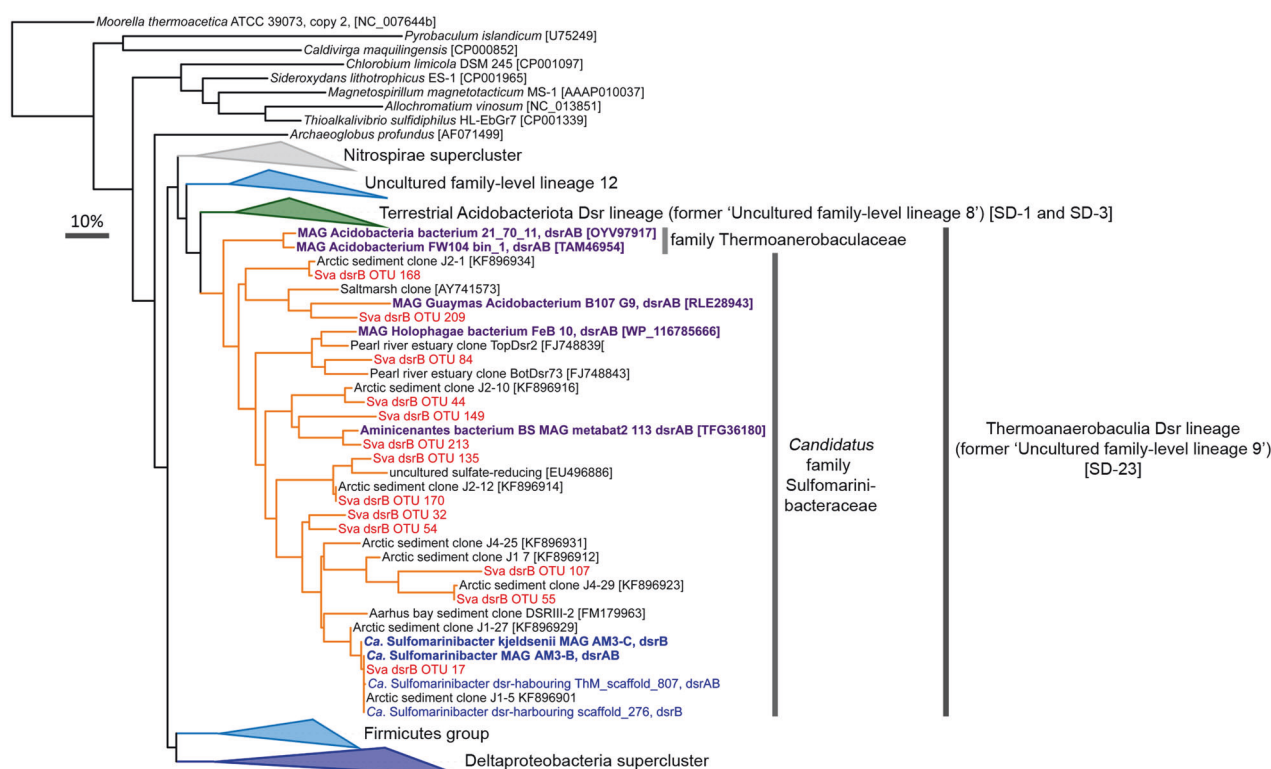 Moorella thermoacetica ATCC 39073, copy 2, [NC_007644b]
Pyrobaculum islandicum [U75249]
Caldivirga maquilingensis [CP000852]
Chlorobium limicola DSM 245 [CP001097]
Sideroxydans lithotrophicus ES-1 [CP001965]
Magnetospirillum magnetotacticum MS-1 [AAAP010037]
Allochromatium vinosum [NC_013851]
Thioalkalivibrio sulfidiphilus HL-EbGr7 [CP001339]
Archaeoglobus profundus [AF071499]
Nitrospirae supercluster
Uncultured family-level lineage 12
10%
Terrestrial Acidobacteriota Dsr lineage (former ‘Uncultured family-level lineage 8’) [SD-1 and SD-3]
MAG Acidobacteria bacterium 21_70_11, dsrAB [OYV97917]
MAG Acidobacterium FW104 bin_1, dsrAB [TAM46954]
family Thermoanerobaculaceae
Arctic sediment clone J2-1 [KF896934]
Sva dsrB OTU 168
Saltmarsh clone [AY741573]
MAG Guaymas Acidobacterium B107 G9, dsrAB [RLE28943]
Sva dsrB OTU 209
MAG Holophagae bacterium FeB 10, dsrAB [WP_116785666]
Pearl river estuary clone TopDsr2 [FJ748839[
Sva dsrB OTU 84
Pearl river estuary clone BotDsr73 [FJ748843]
Arctic sediment clone J2-10 [KF896916]
Sva dsrB OTU 44
Sva dsrB OTU 149
Aminicenantes bacterium BS MAG metabat2 113 dsrAB [TFG36180]
Sva dsrB OTU 213
Sva dsrB OTU 135
uncultured sulfate-reducing [EU496886]
Arctic sediment clone J2-12 [KF896914]
Sva dsrB OTU 170
Sva dsrB OTU 32
Sva dsrB OTU 54
Arctic sediment clone J4-25 [KF896931]
Arctic sediment clone J1 7 [KF896912]
Sva dsrB OTU 107
Arctic sediment clone J4-29 [KF896923]
Sva dsrB OTU 55
Aarhus bay sediment clone DSRIII-2 [FM179963]
Arctic sediment clone J1-27 [KF896929]
Ca. Sulfomarinibacter kjeldsenii MAG AM3-C, dsrB
Ca. Sulfomarinibacter MAG AM3-B, dsrAB
Sva dsrB OTU 17
Ca. Sulfomarinibacter dsr-habouring ThM_scaffold_807, dsrAB
Arctic sediment clone J1-5 KF896901
Ca. Sulfomarinibacter dsr-harbouring scaffold_276, dsrB
Candidatus
family
Sulfomarini-
bacteraceae
Thermoanaerobaculia Dsr lineage
(former ‘Uncultured family-level lineage 9’)
[SD-23]
Firmicutes group
Deltaproteobacteria supercluster